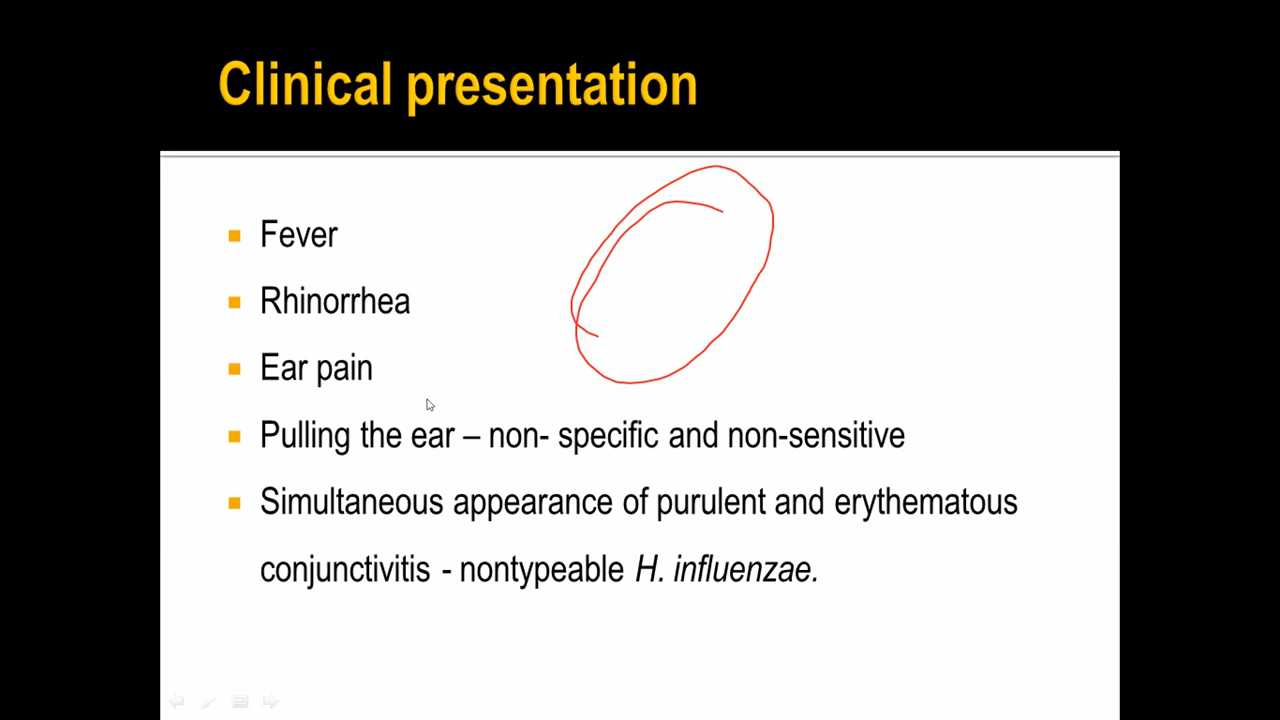 Clinical presentation
Fever
Rhinorrhea
Ear pain
Pulling the ear – non- specific and non-sensitive
Simultaneous appearance of purulent and erythematous
conjunctivitis - nontypeable H. influenzae.